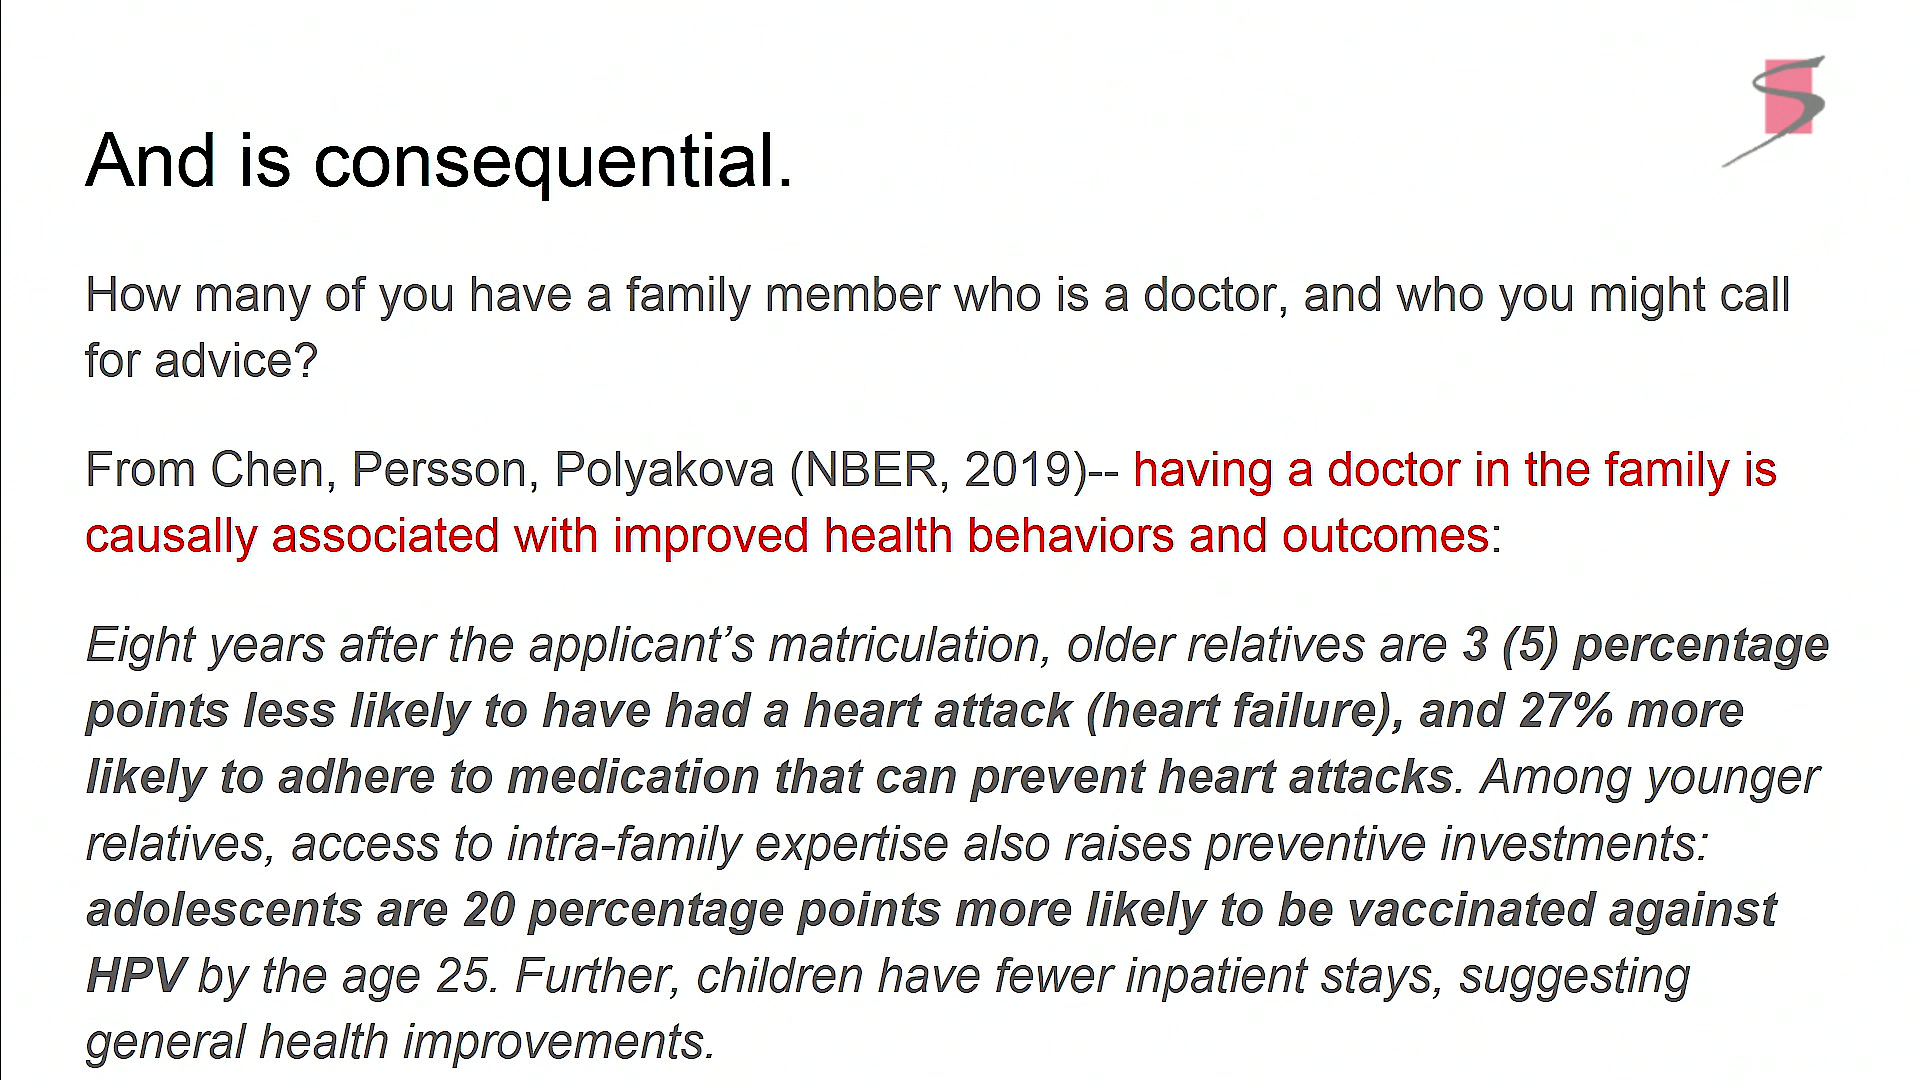 And is consequential.
How many of you have a family member who is a doctor, and who you might call
for advice?
From Chen, Persson, Polyakova (NBER, 2019)-- having a doctor in the family is
causally associated with improved health behaviors and outcomes:
Eight years after the applicant’s matriculation, older relatives are 3 (5) percentage
points less likely to have had a heart attack (heart failure), and 27% more
likely to adhere to medication that can prevent heart attacks. Among younger
relatives, access to intra-family expertise also raises preventive investments:
adolescents are 20 percentage points more likely to be vaccinated against
HPV by the age 25. Further, children have fewer inpatient stays, suggesting
general health improvements.